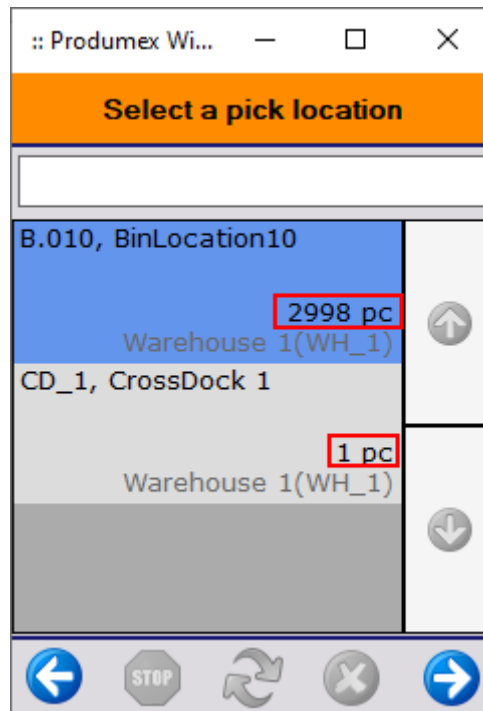 :: Produmex Wi...
Select a pick location
B.010, BinLocation10
2998 pc
Warehouse 1(WH_1)
CD_1, CrossDock 1
1 pc
Warehouse 1(WH_1)
STOP